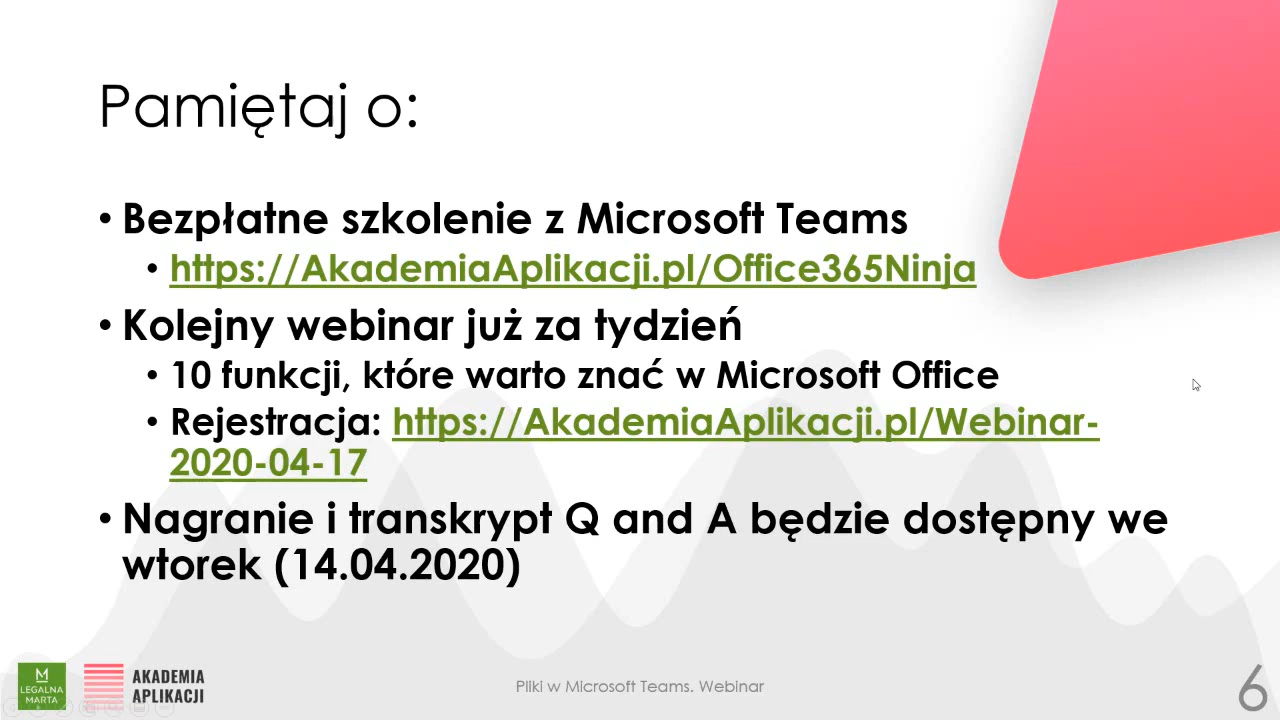 Pamiętaj o:
• Bezpłatne szkolenie z Microsoft Teams
• https://AkademiaAplikacji.pl/Office365Ninja
• Kolejny webinar już za tydzień
• 10 funkcji, które warto znać w Microsoft Office
• Rejestracja: https://AkademiaAplikacji.pl/Webinar-
2020-04-17
• Nagranie i transkrypt Q and A będzie dostępny we
wtorek (14.04.2020)
M
LEGALNA
MARTA
AKADEMIA
APLIKACJI
Pliki w Microsoft Teams. Webinar
6